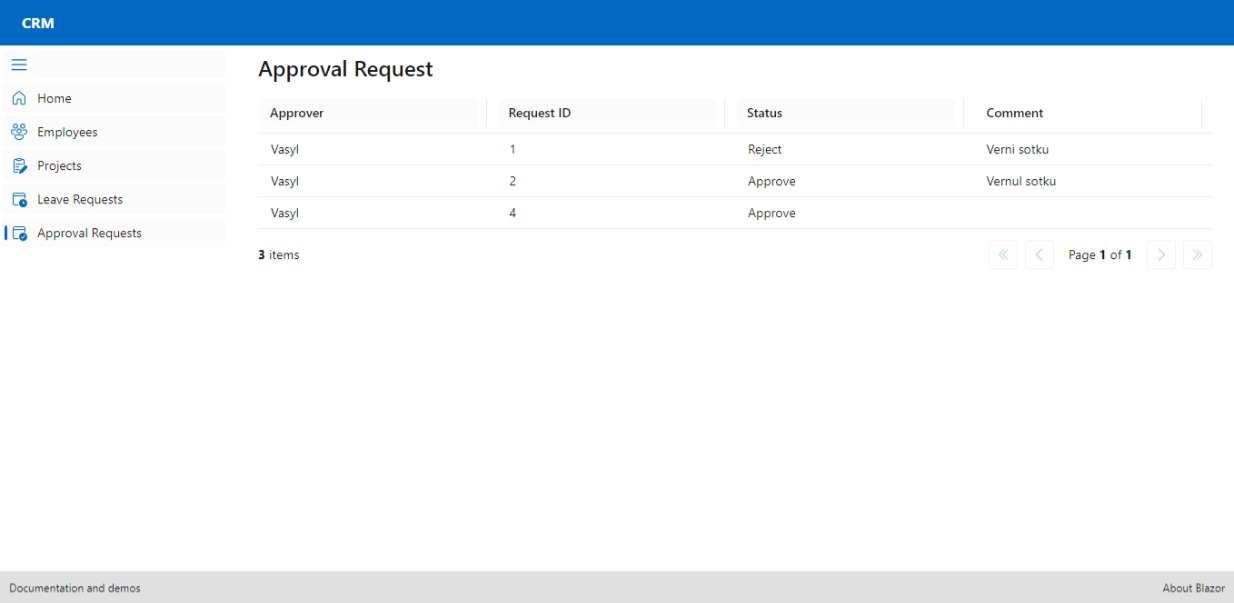 CRM
Home
Employees
Projects
Leave Requests
Approval Requests
Approval Request
Approver Request ID Status Comment
Vasyl 1 Reject Verni sotku
Vasyl 2 Approve Vernul sotku
Vasyl 4 Approve
3 items Page 1 of 1
Documentation and demos About Blazor